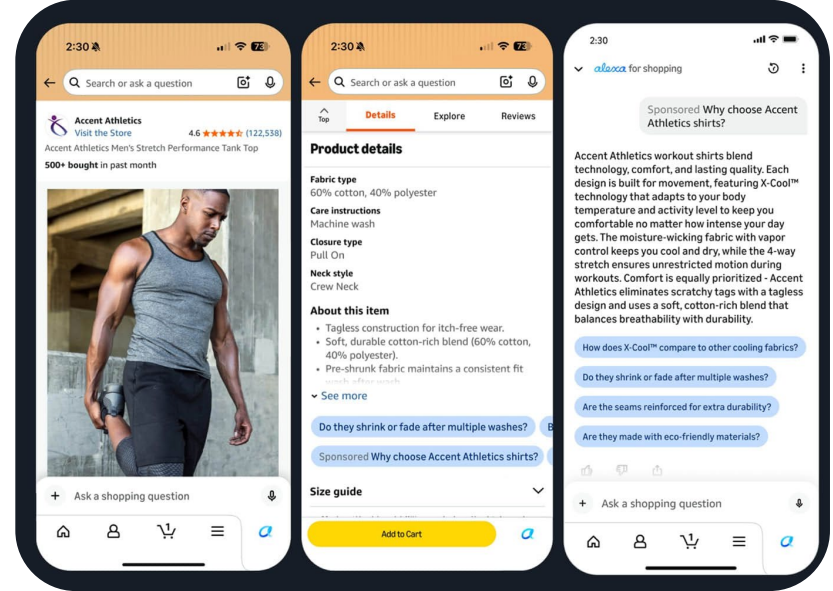 2:30
73
Search or ask a question
Accent Athletics
Visit the Store
4.6 (122,538)
Accent Athletics Men's Stretch Performance Tank Top
500+ bought in past month
Ask a shopping question
1
2:30
73
Search or ask a question
Top
Details
Explore
Reviews
Product details
Fabric type
60% cotton, 40% polyester
Care instructions
Machine wash
Closure type
Pull On
Neck style
Crew Neck
About this item
• Tagless construction for itch-free wear.
• Soft, durable cotton-rich blend (60% cotton,
40% polyester).
• Pre-shrunk fabric maintains a consistent fit
wash after wash
See more
Do they shrink or fade after multiple washes?
B
Sponsored Why choose Accent Athletics shirts?
Size guide
Add to Cart
2:30
alexa for shopping
Sponsored Why choose Accent
Athletics shirts?
Accent Athletics workout shirts blend
technology, comfort, and lasting quality. Each
design is built for movement, featuring X-Cool™
technology that adapts to your body
temperature and activity level to keep you
comfortable no matter how intense your day
gets. The moisture-wicking fabric with vapor
control keeps you cool and dry, while the 4-way
stretch ensures unrestricted motion during
workouts. Comfort is equally prioritized - Accent
Athletics eliminates scratchy tags with a tagless
design and uses a soft, cotton-rich blend that
balances breathability with durability.
How does X-Cool™ compare to other cooling fabrics?
Do they shrink or fade after multiple washes?
Are the seams reinforced for extra durability?
Are they made with eco-friendly materials?
Ask a shopping question
1